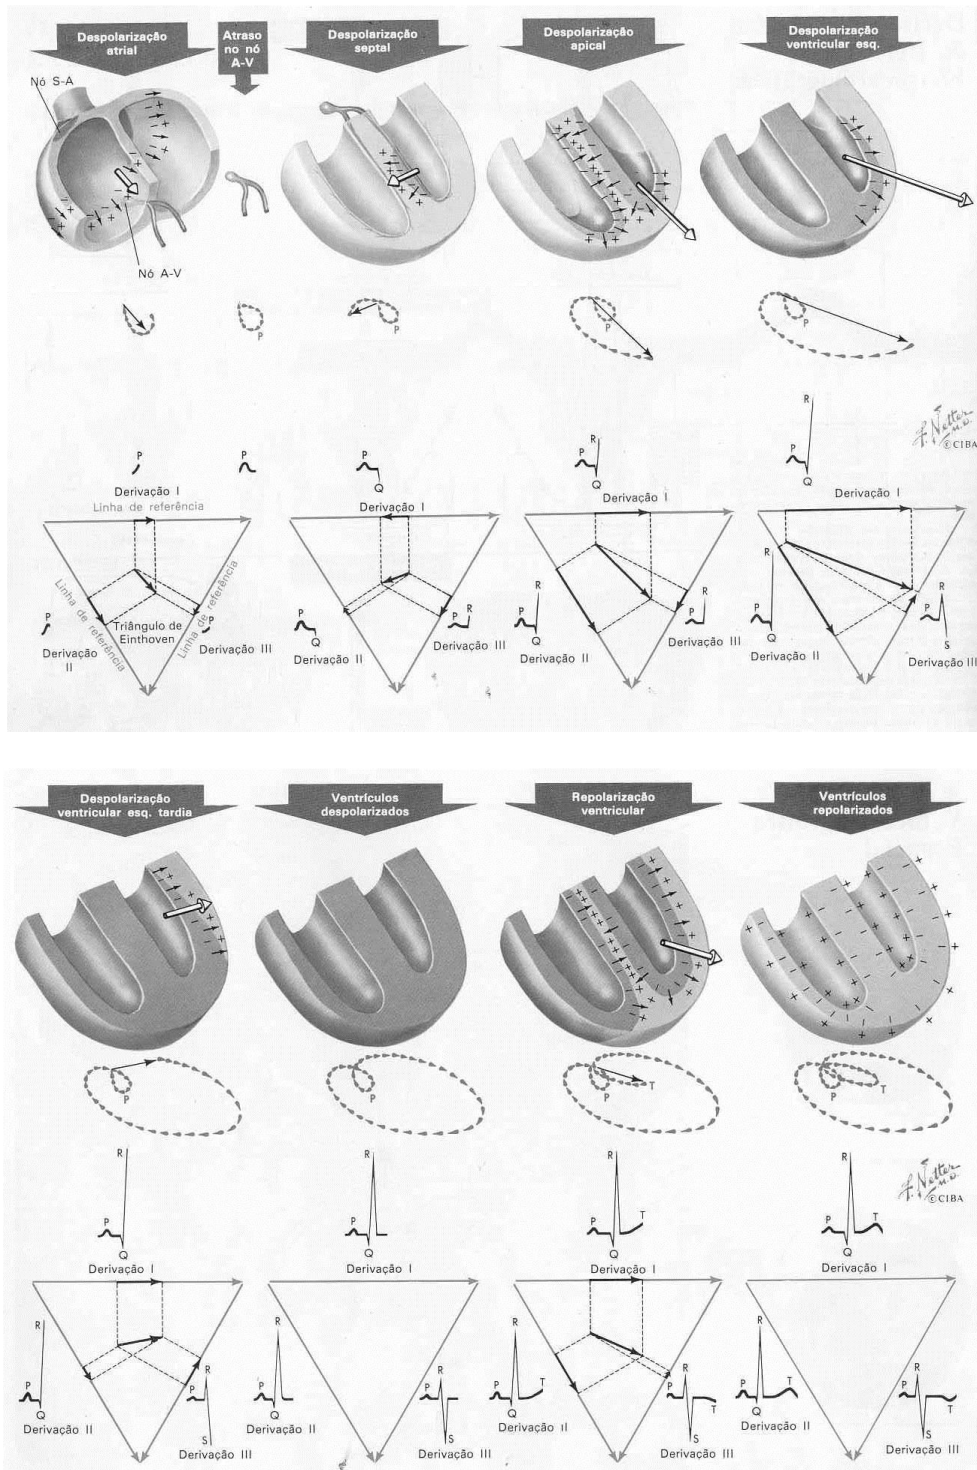 Despolarização
atrial
Atraso
no nó
A-V
Despolarização
septal
Despolarização
apical
Despolarização
ventricular esq.
Nó S-A
Nó A-V
P
P
P
P
P
P
P
Q
P
R
Q
P
R
Q
F. Netter
M.D.
© CIBA
Derivação I
Linha de referência
Derivação I
Derivação I
Derivação I
Linha de referência
Linha de referência
Triângulo de
Einthoven
P
Derivação
II
P
Derivação III
P
Q
Derivação II
P
R
Derivação III
P
R
Q
Derivação II
P
R
Derivação III
P
R
Q
Derivação II
P
R
S
Derivação III
Despolarização
ventricular esq. tardia
Ventrículos
despolarizados
Repolarização
ventricular
Ventrículos
repolarizados
P
P
P
T
P
T
P
R
Q
P
R
Q
P
R
Q
T
P
R
Q
T
F. Netter
M.D.
© CIBA
Derivação I
Derivação I
Derivação I
Derivação I
P
R
Q
Derivação II
P
R
S
Derivação III
P
R
Q
Derivação II
P
R
S
Derivação III
P
R
Q
T
Derivação II
P
R
S
T
Derivação III
P
R
Q
T
Derivação II
P
R
S
T
Derivação III